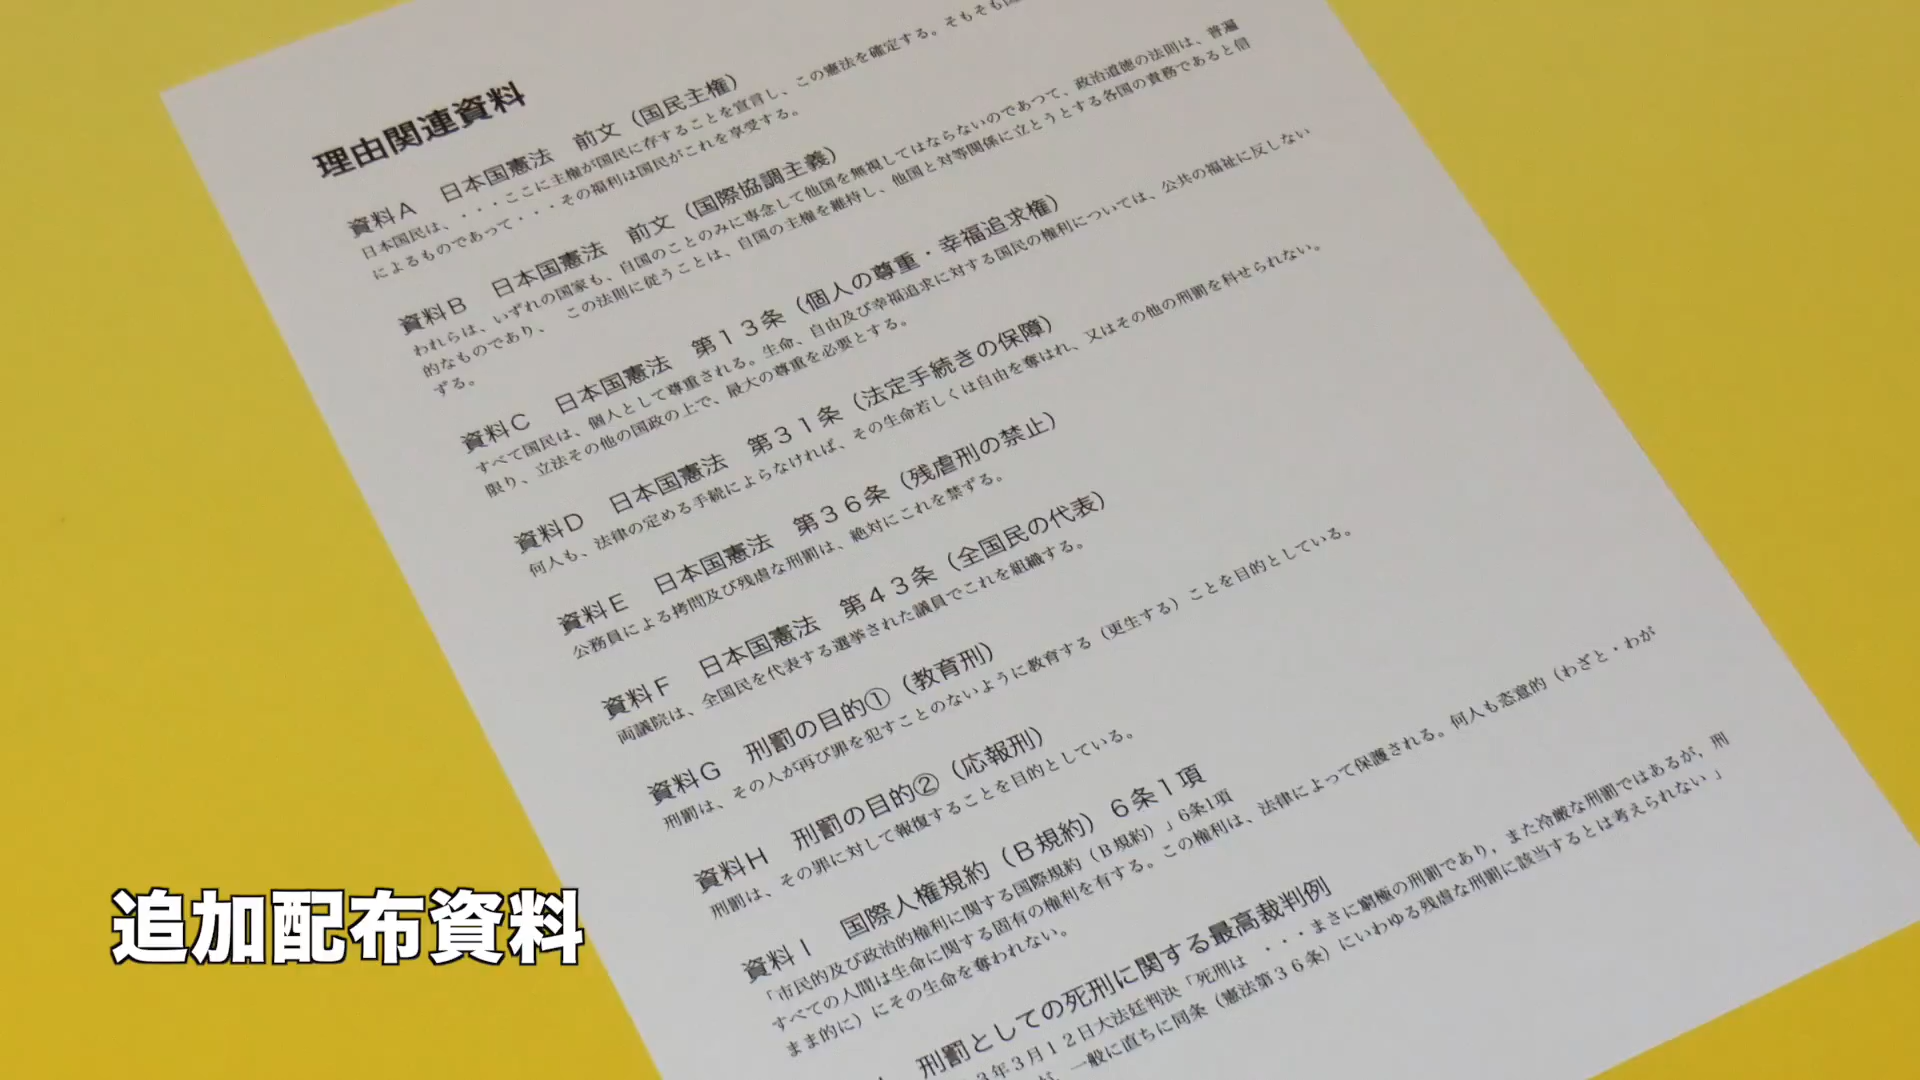 理由関連資料
資料A　日本国憲法　前文（国民主権）
日本国民は、・・・ここに主権が国民に存することを宣言し、この憲法を確定する。そもそも
によるものであって・・・その福利は国民がこれを享受する。
資料B　日本国憲法　前文（国際協調主義）
われらは、いずれの国家も、自国のことのみに専念して他国を無視してはならないのであつて、政治道徳の法則は、普遍
的なものであり、　この法則に従うことは、自国の主権を維持し、他国と対等関係に立とうとする各国の責務であると信
ずる。
資料C　日本国憲法　第１３条（個人の尊重・幸福追求権）
すべて国民は、個人として尊重される。生命、自由及び幸福追求に対する国民の権利については、公共の福祉に反しない
限り、　立法その他の国政の上で、最大の尊重を必要とする。
資料D　日本国憲法　第３１条（法定手続きの保障）
何人も、法律の定める手続によらなければ、その生命若しくは自由を奪はれ、又はその他の刑罰を科せられない。
資料E　日本国憲法　第３６条（残虐刑の禁止）
公務員による拷問及び残虐な刑罰は、絶対にこれを禁ずる。
資料F　日本国憲法　第４３条（全国民の代表）
両議院は、全国民を代表する選挙された議員でこれを組織する。
資料G　刑罰の目的①（教育刑）
刑罰は、その人が再び罪を犯すことのないように教育する（更生する）ことを目的としている。
資料H　刑罰の目的②（応報刑）
刑罰は、その罪に対して報復することを目的としている。
資料I　国際人権規約（B規約）６条１項
「市民的及び政治的権利に関する国際規約（B規約）」6条1項
すべての人間は生命に関する固有の権利を有する。この権利は、法律によって保護される。何人も恣意的（わざと・わが
まま的に）にその生命を奪われない。
刑罰としての死刑に関する最高裁判例
3年３月１２日大法廷判決「死刑は　・・・まさに窮極の刑罰であり，また冷厳な刑罰ではあるが，刑
が，一般に直ちに同条（憲法第３６条）にいわゆる残虐な刑罰に該当するとは考えられない」
追加配布資料